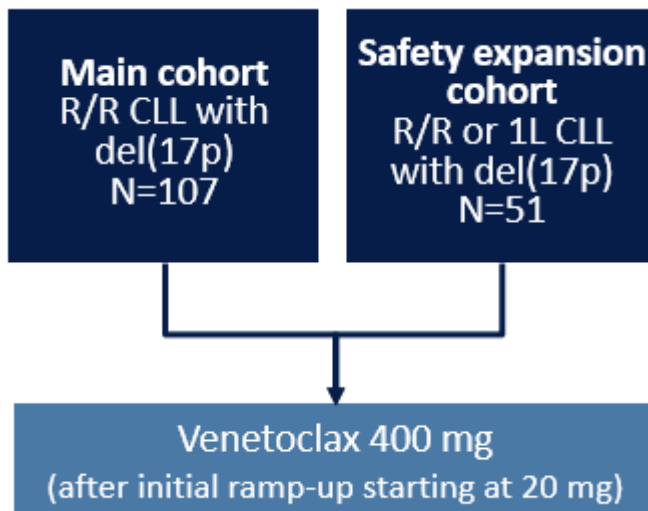 Main cohort
R/R CLL with
del(17p)
N=107
Safety expansion
cohort
R/R or 1L CLL
with del(17p)
N=51
Venetoclax 400 mg
(after initial ramp-up starting at 20 mg)